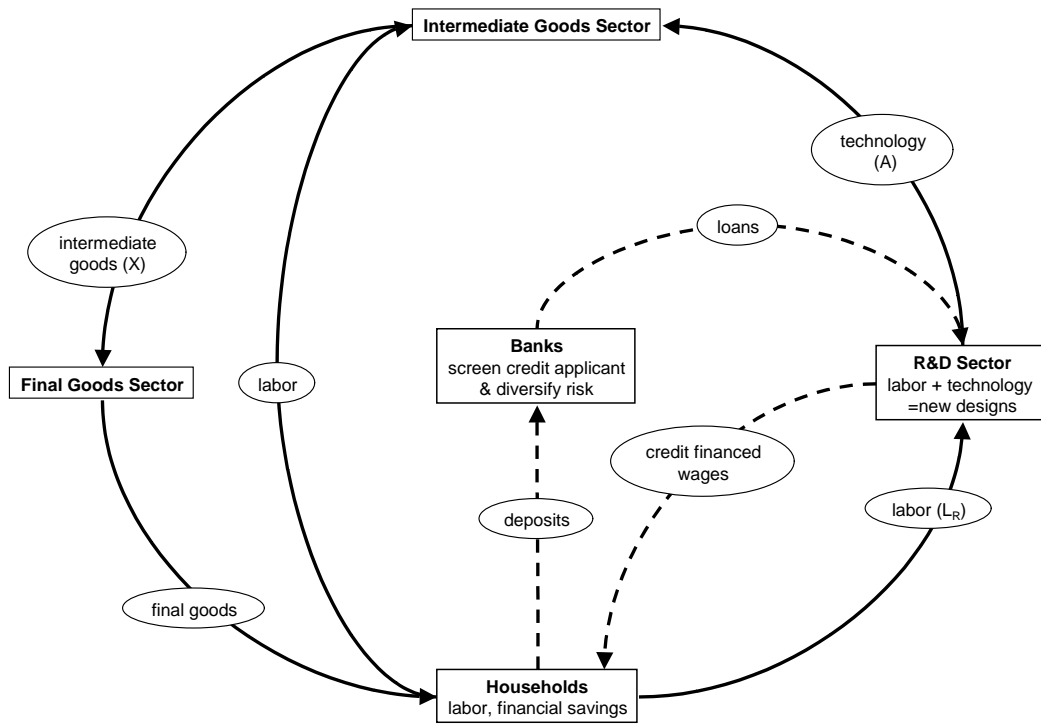 Intermediate Goods Sector
technology
(A)
loans
intermediate
goods (X)
Banks
screen credit applicant
& diversify risk
R&D Sector
labor + technology
=new designs
Final Goods Sector
labor
credit financed
wages
deposits
labor (L_R)
final goods
Households
labor, financial savings